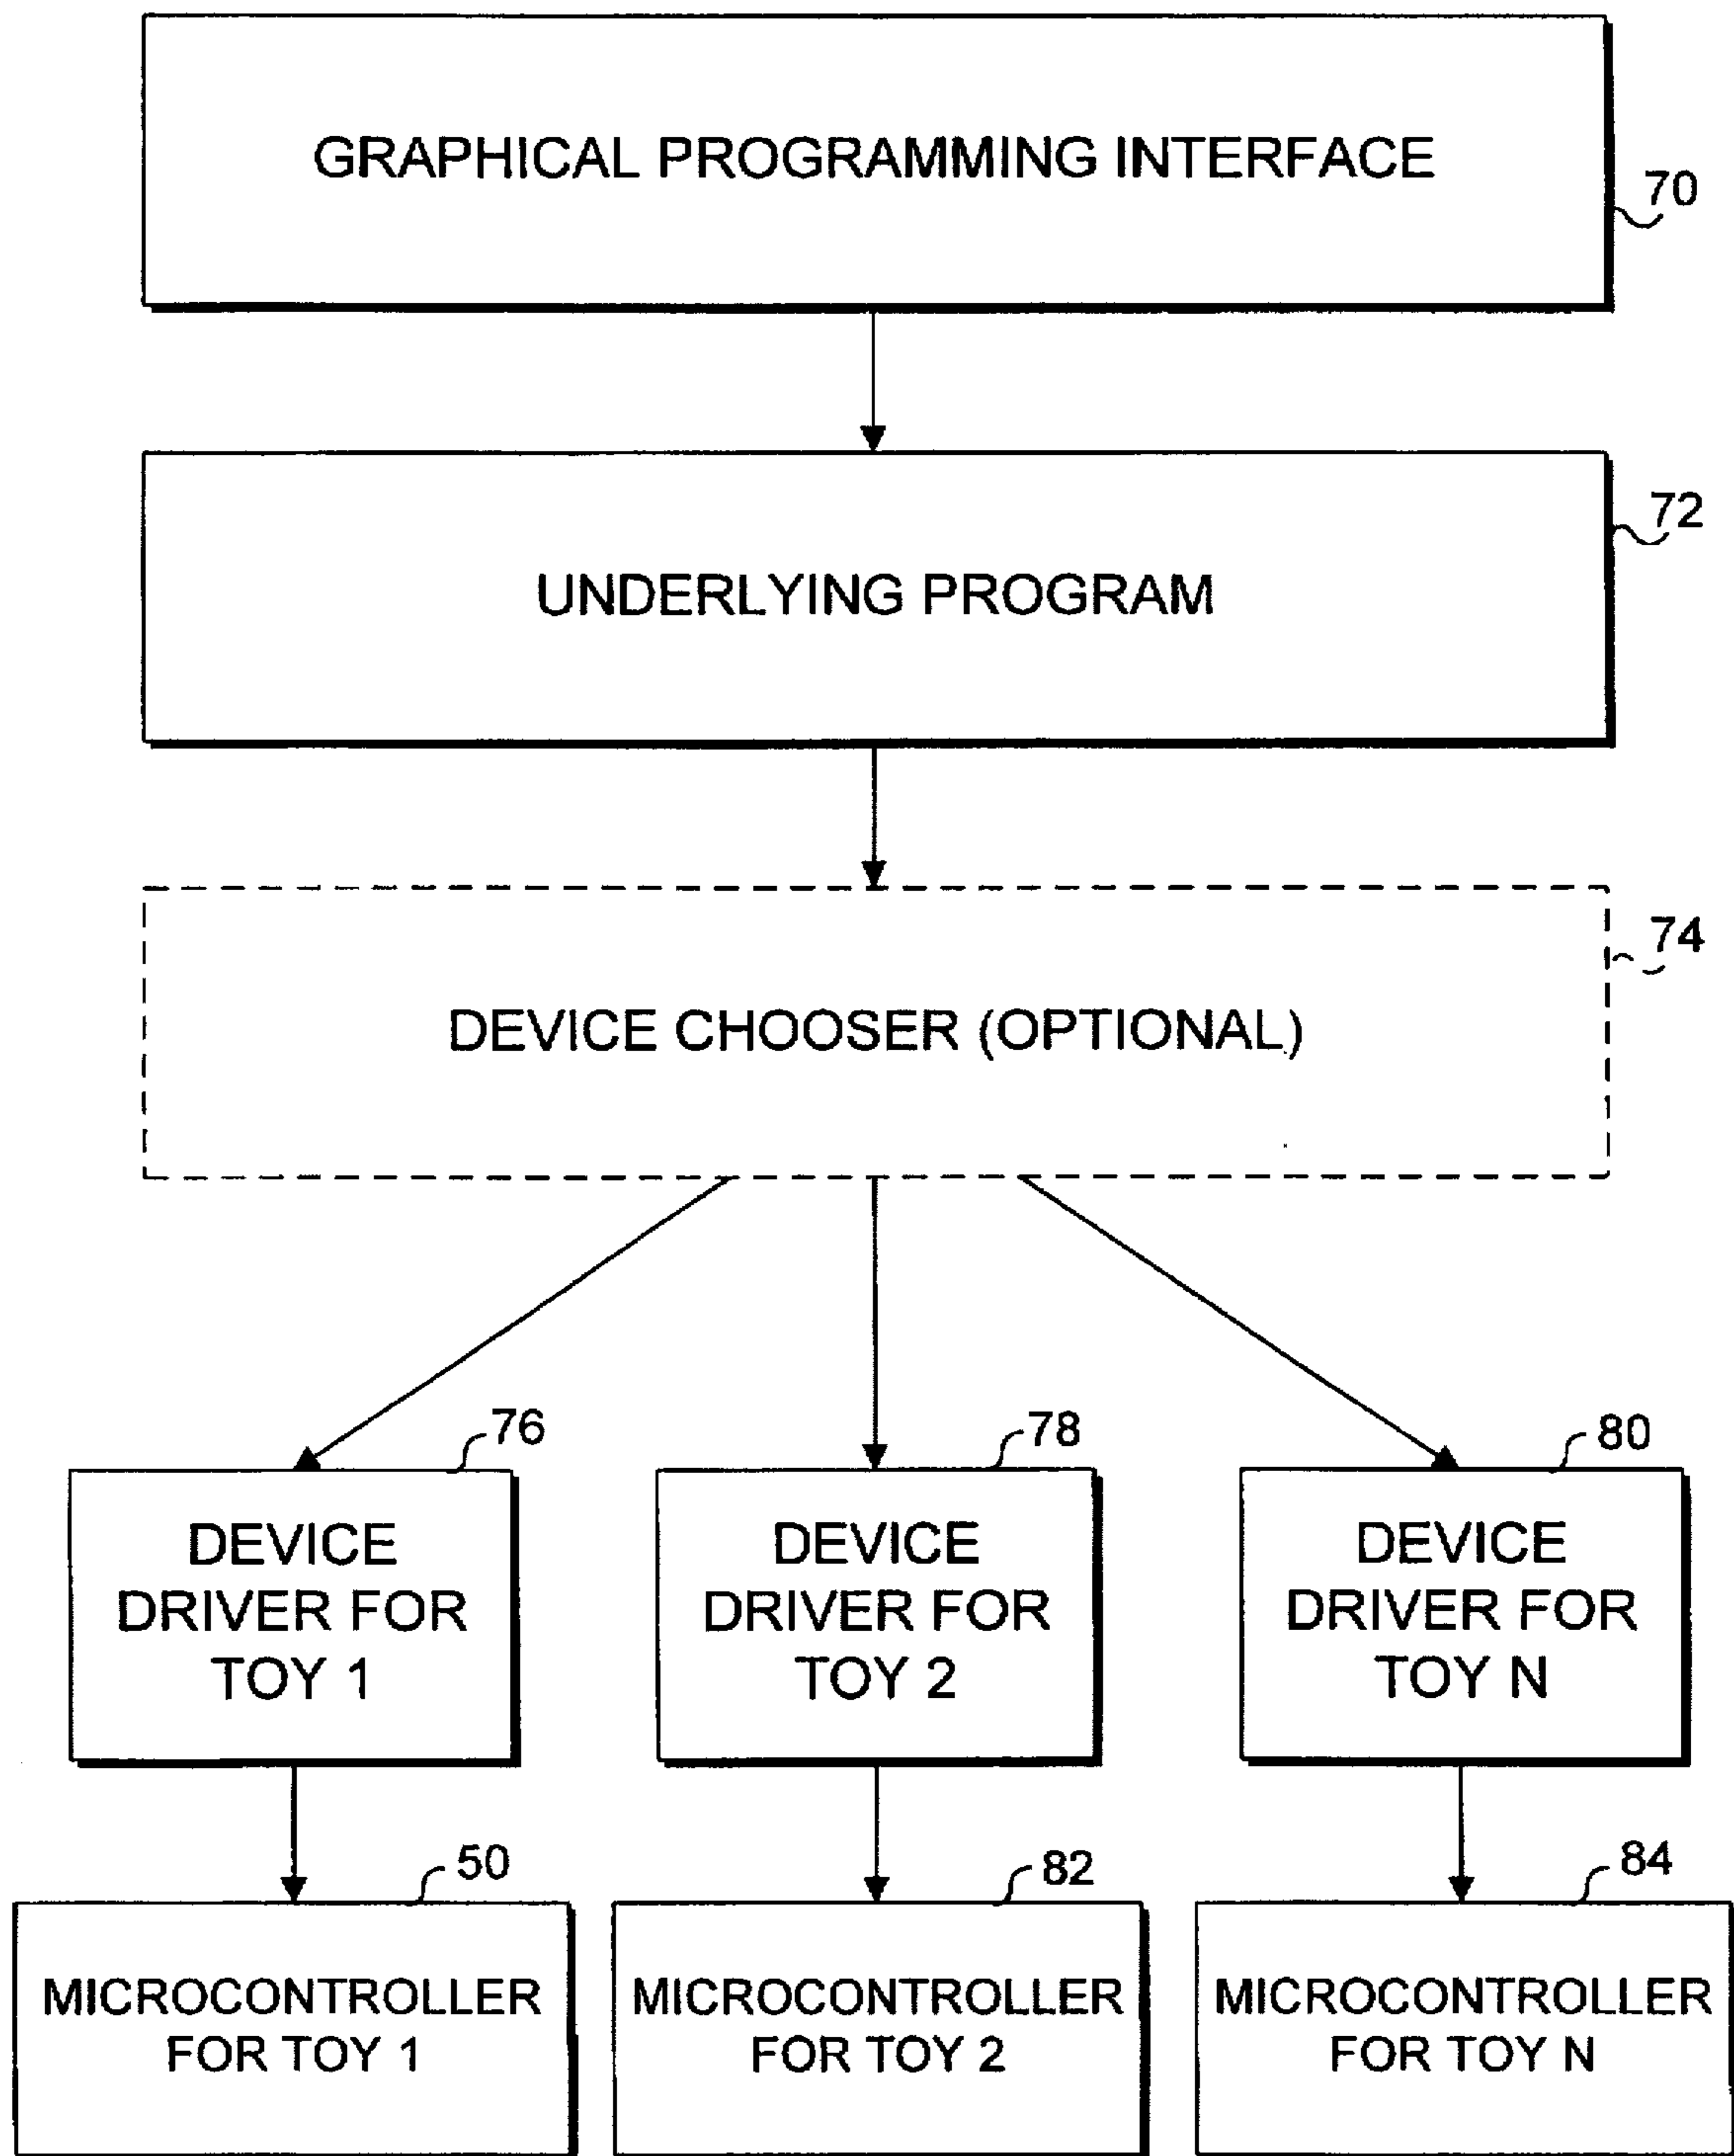 GRAPHICAL PROGRAMMING INTERFACE
70
72
UNDERLYING PROGRAM
74
DEVICE CHOOSER (OPTIONAL)
76
78
80
DEVICE
DRIVER FOR
TOY 1
DEVICE
DRIVER FOR
TOY 2
DEVICE
DRIVER FOR
TOY N
50
82
84
MICROCONTROLLER
FOR TOY 1
MICROCONTROLLER
FOR TOY 2
MICROCONTROLLER
FOR TOY N